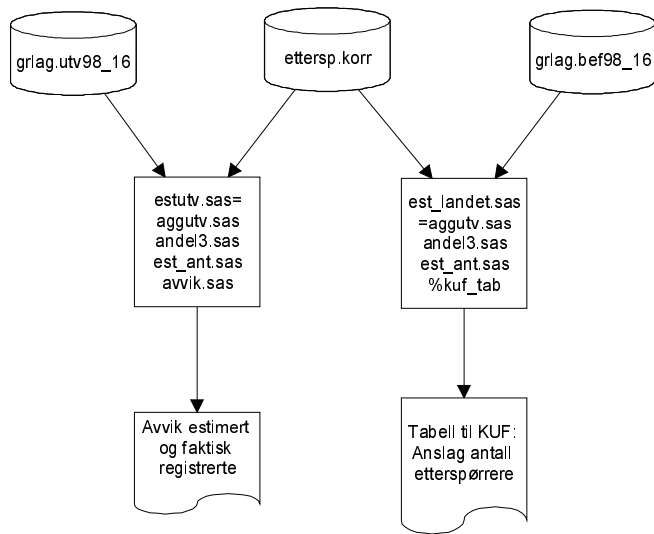 grlag.utv98_16
ettersp.korr
grlag.bef98_16
estutv.sas=
aggutv.sas
andel3.sas
est_ant.sas
avvik.sas
est_landet.sas
=aggutv.sas
andel3.sas
est_ant.sas
%kuf_tab
Avvik estimert
og faktisk
registrerte
Tabell til KUF:
Anslag antall
etterspørrere